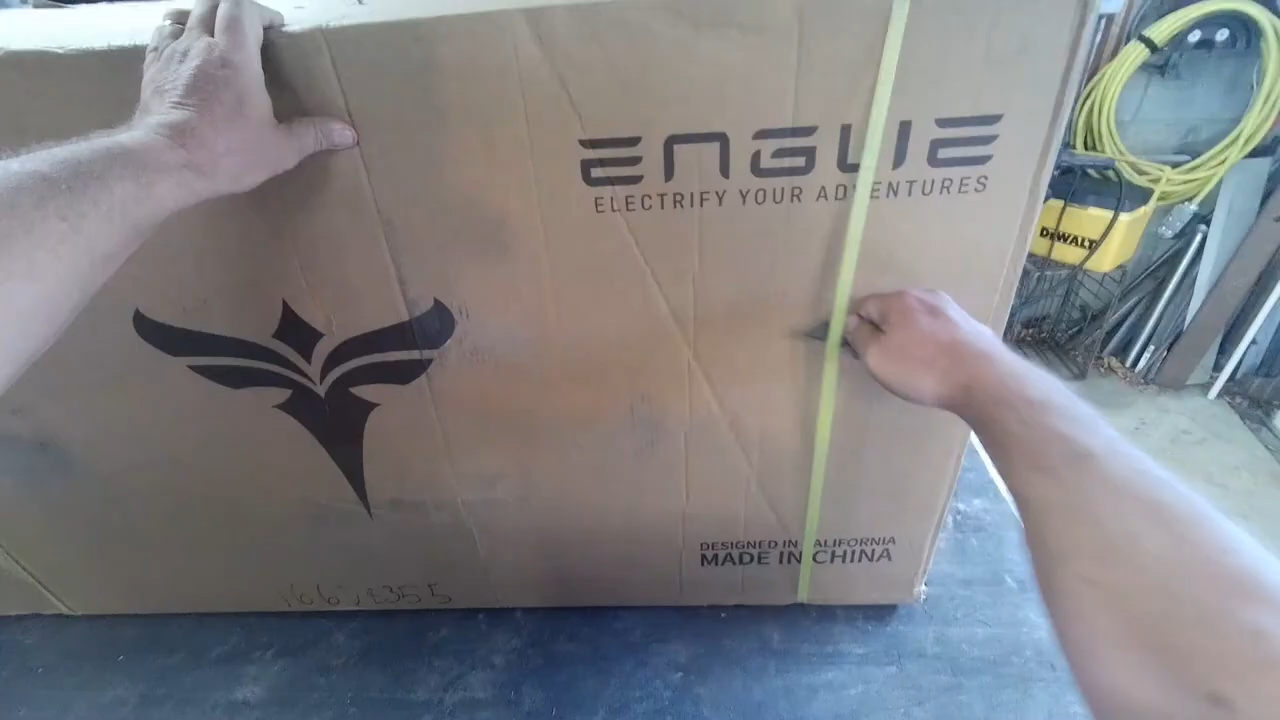 ENGWE
ELECTRIFY YOUR ADVENTURES
DEWALT
DESIGNED IN CALIFORNIA
MADE IN CHINA